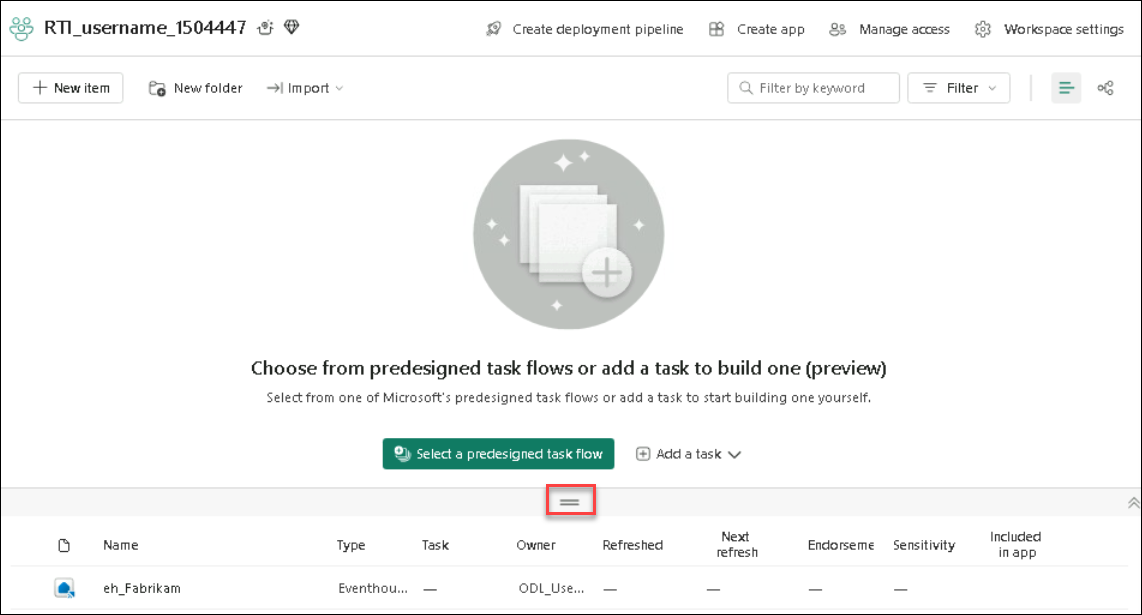 RTI_username_1504447
Create deployment pipeline
Create app
Manage access
Workspace settings
New item
New folder
Import
Filter by keyword
Filter
Choose from predesigned task flows or add a task to build one (preview)
Select from one of Microsoft's predesigned task flows or add a task to start building one yourself.
Select a predesigned task flow
Add a task
Name
Type
Task
Owner
Refreshed
Next
refresh
Endorseme
Sensitivity
Included
in app
eh_Fabrikam
Eventhou...
—
ODL_Use...
—
—
—
—